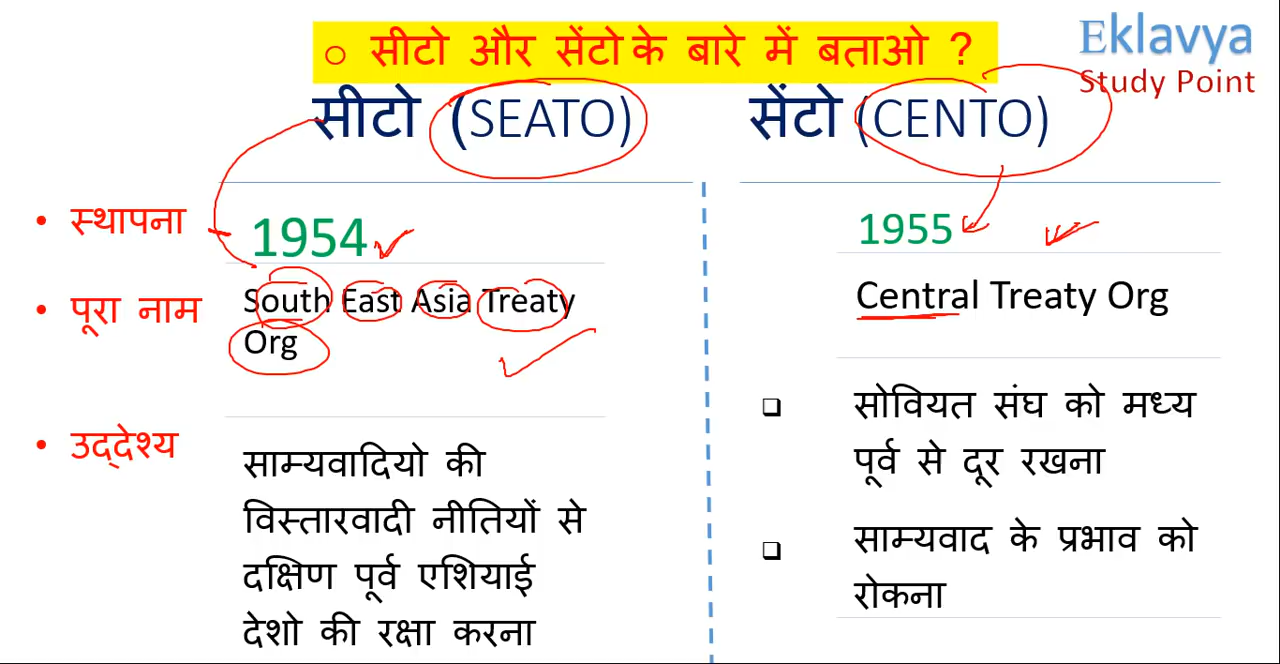 ○ सीटो और सेंटो के बारे में बताओ ?
Eklavya
Study Point
सीटो (SEATO)
सेंटो (CENTO)
• स्थापना
1954
1955
• पूरा नाम
South East Asia Treaty
Org
Central Treaty Org
• उद्देश्य
साम्यवादियो की
विस्तारवादी नीतियों से
दक्षिण पूर्व एशियाई
देशो की रक्षा करना
❑ सोवियत संघ को मध्य
पूर्व से दूर रखना
❑ साम्यवाद के प्रभाव को
रोकना